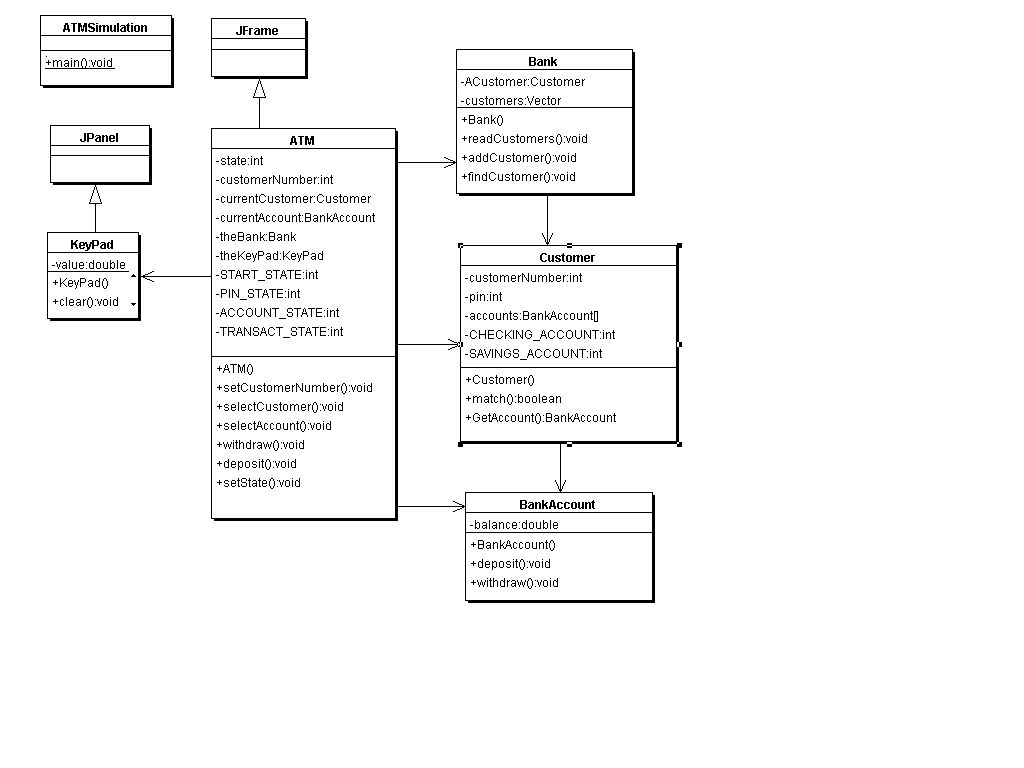 ATMSimulation
+main():void
JFrame
JPanel
KeyPad
-value:double
+KeyPad()
+clear():void
ATM
-state:int
-customerNumber:int
-currentCustomer:Customer
-currentAccount:BankAccount
-theBank:Bank
-theKeyPad:KeyPad
-START_STATE:int
-PIN_STATE:int
-ACCOUNT_STATE:int
-TRANSACT_STATE:int
+ATM()
+setCustomerNumber():void
+selectCustomer():void
+selectAccount():void
+withdraw():void
+deposit():void
+setState():void
Bank
-ACustomer:Customer
-customers:Vector
+Bank()
+readCustomers():void
+addCustomer():void
+findCustomer():void
Customer
-customerNumber:int
-pin:int
-accounts:BankAccount[]
-CHECKING_ACCOUNT:int
-SAVINGS_ACCOUNT:int
+Customer()
+match():boolean
+GetAccount():BankAccount
BankAccount
-balance:double
+BankAccount()
+deposit():void
+withdraw():void